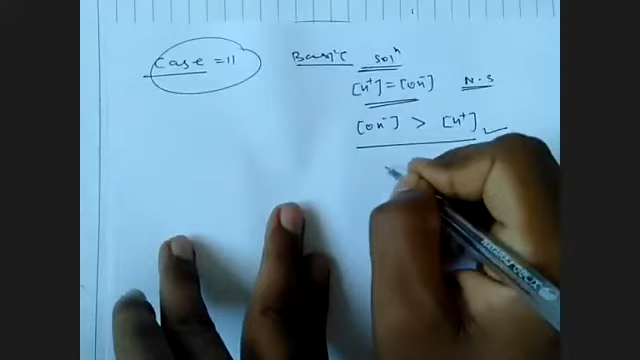 Case = II Basic solⁿ
[H⁺] = [OH⁻] N.S
[OH⁻] > [H⁺] ✓